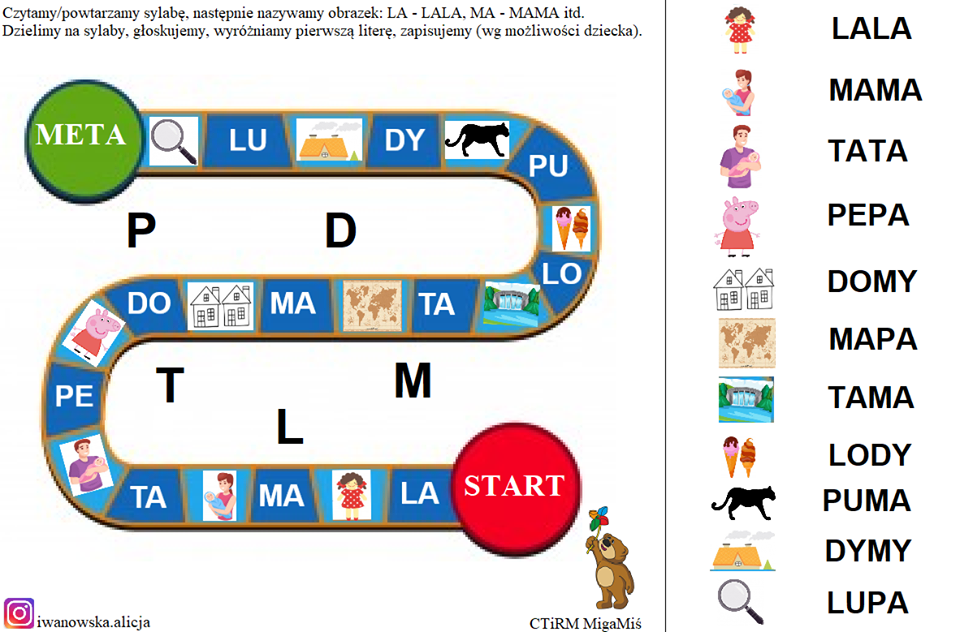 Czytamy/powtarzamy sylabę, następnie nazywamy obrazek: LA - LALA, MA - MAMA itd.
Dzielimy na sylaby, głoskujemy, wyróżniamy pierwszą literę, zapisujemy (wg możliwości dziecka).
META
LU
DY
PU
P
D
LO
DO
MA
TA
T
M
PE
L
TA
MA
LA
START
iwanowska.alicja
CTiRM MigaMiś
LALA
MAMA
TATA
PEPA
DOMY
MAPA
TAMA
LODY
PUMA
DYMY
LUPA